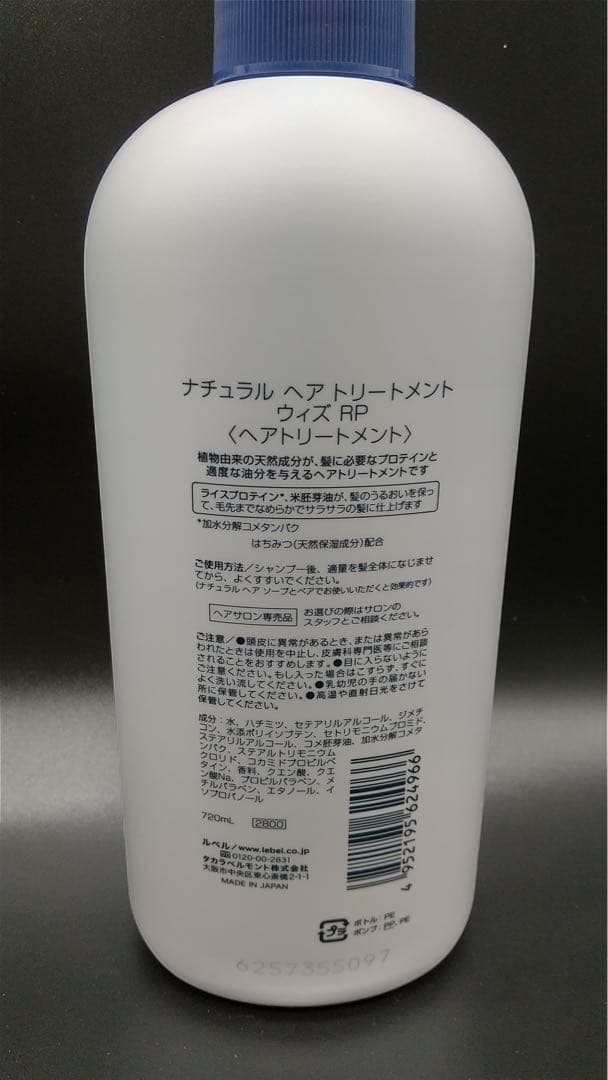 ナチュラル ヘア トリートメント
ウィズ RP
〈ヘアトリートメント〉
植物由来の天然成分が、髪に必要なプロテインと
適度な油分を与えるヘアトリートメントです
ライスプロテイン*、米胚芽油が、髪のうるおいを保っ
て、毛先までなめらかでサラサラの髪に仕上げます
*加水分解コメタンパク
はちみつ(天然保湿成分)配合
ご使用方法/シャンプー後、適量を髪全体になじませ
てから、よくすすいでください。
(ナチュラル ヘア ソープとペアでお使いいただくと効果的です)
ヘアサロン専売品 お選びの際はサロンの
スタッフとご相談ください。
ご注意/●頭皮に異常があるとき、または異常があら
われたときは使用を中止し、皮膚科専門医等にご相談
されることをおすすめします。●目に入らないように
ご注意ください。もし入った場合はこすらず、すぐに
よく洗い流してください。●乳幼児の手の届かない
所に保管してください。●高温や直射日光をさけて
保管してください。
成分:水、ハチミツ、セテアリルアルコール、ジメチ
コン、水添ポリイソブテン、セトリモニウムブロミド、
ステアリルアルコール、コメ胚芽油、加水分解コメタ
ンパク、ステアルトリモニウム
クロリド、コカミドプロピルベ
タイン、香料、クエン酸、クエ
ン酸Na、プロピルパラベン、メ
チルパラベン、エタノール、イ
ソプロパノール
720mL 2800
ルベル/www.lebel.co.jp
0120-00-2831
タカラベルモント株式会社
大阪市中央区東心斎橋2-1-1
MADE IN JAPAN
4952195624966
プラ ボトル:PE
ポンプ:PP、PE
6257355097